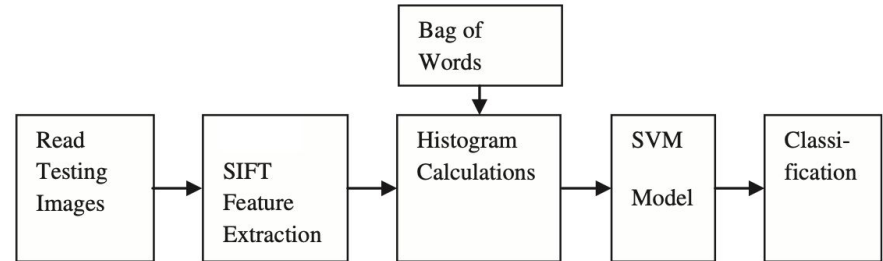 Bag of
Words
Read
Testing
Images
SIFT
Feature
Extraction
Histogram
Calculations
SVM
Model
Classi-
fication